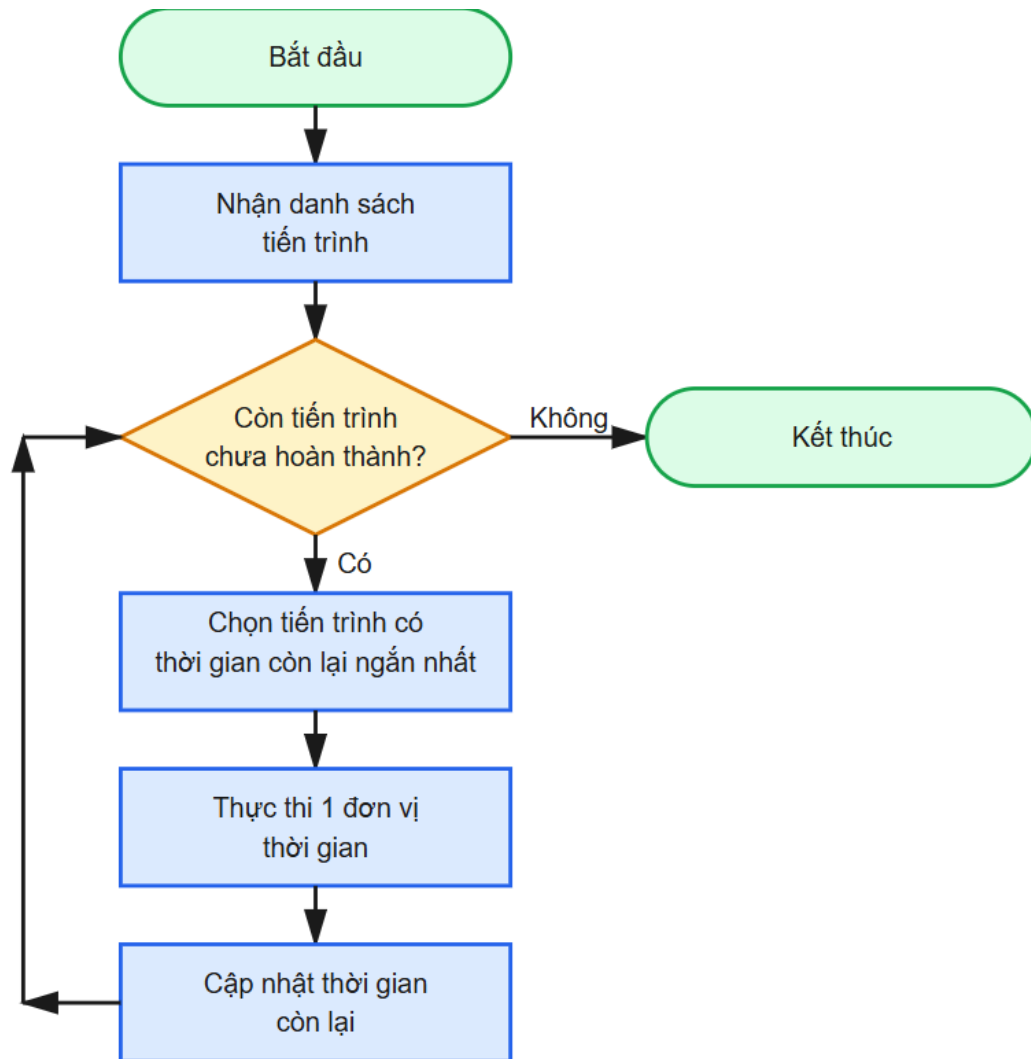 Bắt đầu
Nhận danh sách
tiến trình
Còn tiến trình
chưa hoàn thành?
Không
Kết thúc
Có
Chọn tiến trình có
thời gian còn lại ngắn nhất
Thực thi 1 đơn vị
thời gian
Cập nhật thời gian
còn lại